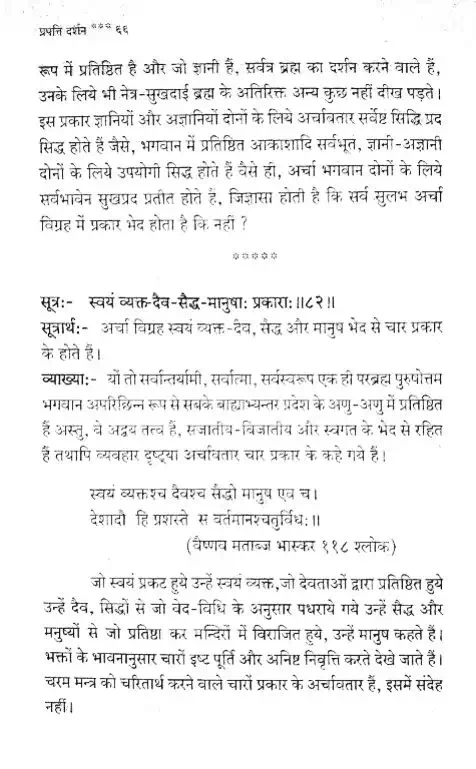 प्रपत्ति दर्शन *** ६६
रूप में प्रतिष्ठित है और जो ज्ञानी हैं, सर्वत्र ब्रह्म का दर्शन करने वाले हैं,
उनके लिये भी नेत्र-सुखदाई ब्रह्म के अतिरिक्त अन्य कुछ नहीं दीख पड़ते।
इस प्रकार ज्ञानियों और अज्ञानियों दोनों के लिये अर्चावतार सर्वेष्ट सिद्धि प्रद
सिद्ध होते हैं जैसे, भगवान में प्रतिष्ठित आकाशादि सर्वभूत, ज्ञानी-अज्ञानी
दोनों के लिये उपयोगी सिद्ध होते हैं वैसे ही, अर्चा भगवान दोनों के लिये
सर्वभावेन सुखप्रद प्रतीत होते है, जिज्ञासा होती है कि सर्व सुलभ अर्चा
विग्रह में प्रकार भेद होता है कि नहीं ?
*****
सूत्र:- स्वयं व्यक्त-दैव-सैद्ध-मानुषा: प्रकारा:॥८२॥
सूत्रार्थ:- अर्चा विग्रह स्वयं व्यक्त-दैव, सैद्ध और मानुष भेद से चार प्रकार
के होते हैं।
व्याख्या:- यों तो सर्वान्तर्यामी, सर्वात्मा, सर्वस्वरूप एक ही परब्रह्म पुरुषोत्तम
भगवान अपरिछिन्न रूप से सबके वाह्याभ्यन्तर प्रदेश के अणु-अणु में प्रतिष्ठित
हैं अस्तु, वे अद्वय तत्व हैं, सजातीय-विजातीय और स्वगत के भेद से रहित
हैं तथापि व्यवहार दृष्ट्या अर्चावतार चार प्रकार के कहे गये हैं।
स्वयं व्यक्तश्च दैवश्च सैद्धो मानुष एव च।
देशादौ हि प्रशस्ते स वर्तमानश्चतुर्विध:॥
(वैष्णव मताब्ज भास्कर ११८ श्लोक)
जो स्वयं प्रकट हुये उन्हें स्वयं व्यक्त,जो देवताओं द्वारा प्रतिष्ठित हुये
उन्हें दैव, सिद्धों से जो वेद-विधि के अनुसार पधराये गये उन्हें सैद्ध और
मनुष्यों से जो प्रतिष्ठा कर मन्दिरों में विराजित हुये, उन्हें मानुष कहते हैं।
भक्तों के भावनानुसार चारों इष्ट पूर्ति और अनिष्ट निवृत्ति करते देखे जाते हैं।
चरम मन्त्र को चरितार्थ करने वाले चारों प्रकार के अर्चावतार हैं, इसमें संदेह
नहीं।